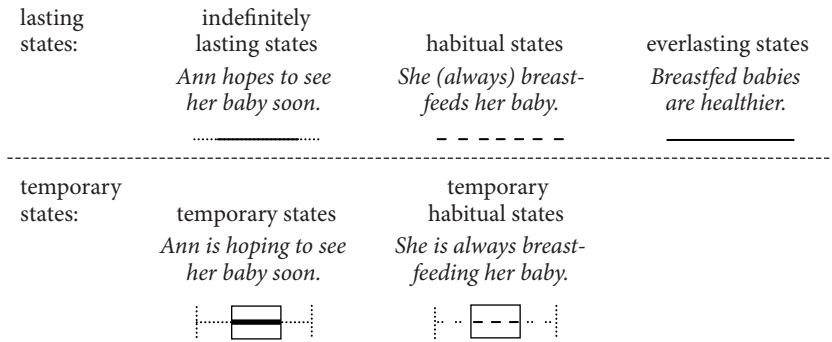 lasting states:
indefinitely
lasting states
habitual states
everlasting states
Ann hopes to see
her baby soon.
She (always) breast-
feeds her baby.
Breastfed babies
are healthier.
temporary
states:
temporary states
temporary
habitual states
Ann is hoping to see
her baby soon.
She is always breast-
feeding her baby.